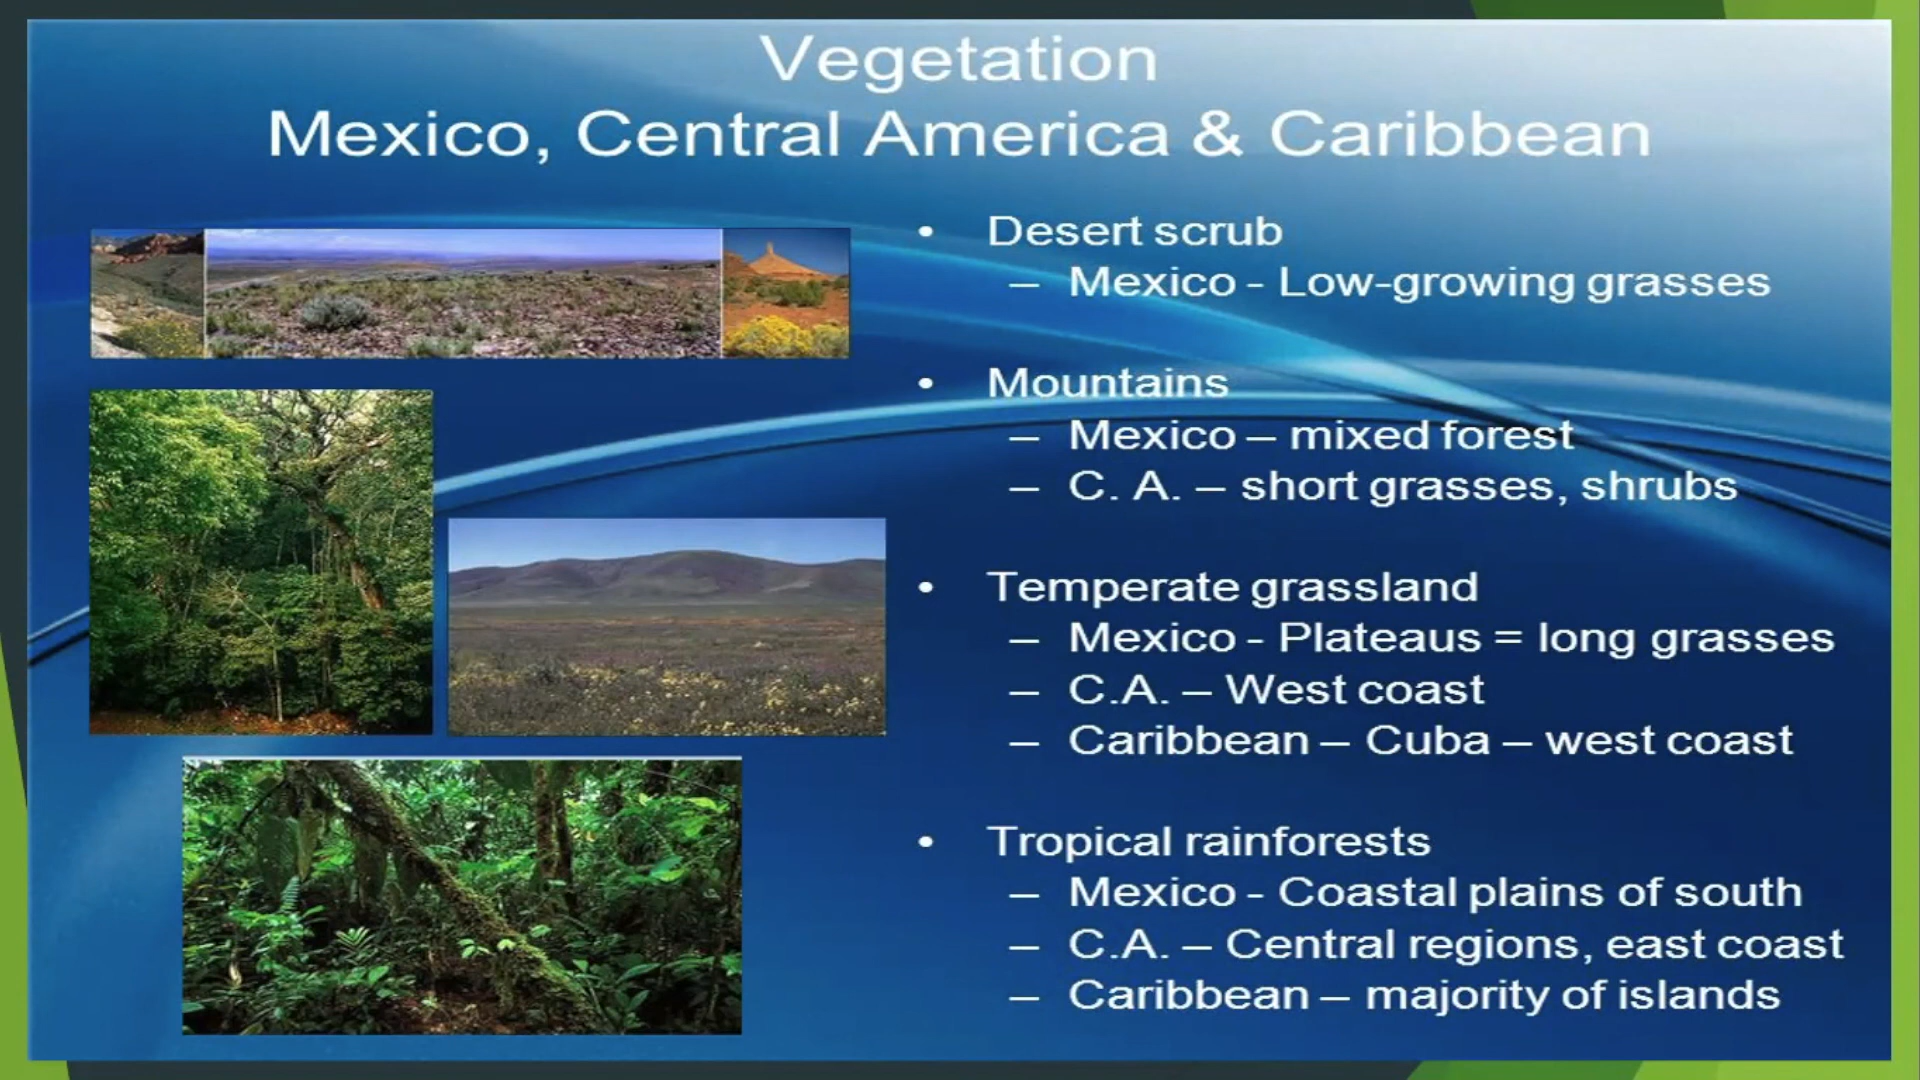 Vegetation
Mexico, Central America & Caribbean
• Desert scrub
– Mexico - Low-growing grasses
• Mountains
– Mexico – mixed forest
– C. A. – short grasses, shrubs
• Temperate grassland
– Mexico - Plateaus = long grasses
– C.A. – West coast
– Caribbean – Cuba – west coast
• Tropical rainforests
– Mexico - Coastal plains of south
– C.A. – Central regions, east coast
– Caribbean – majority of islands